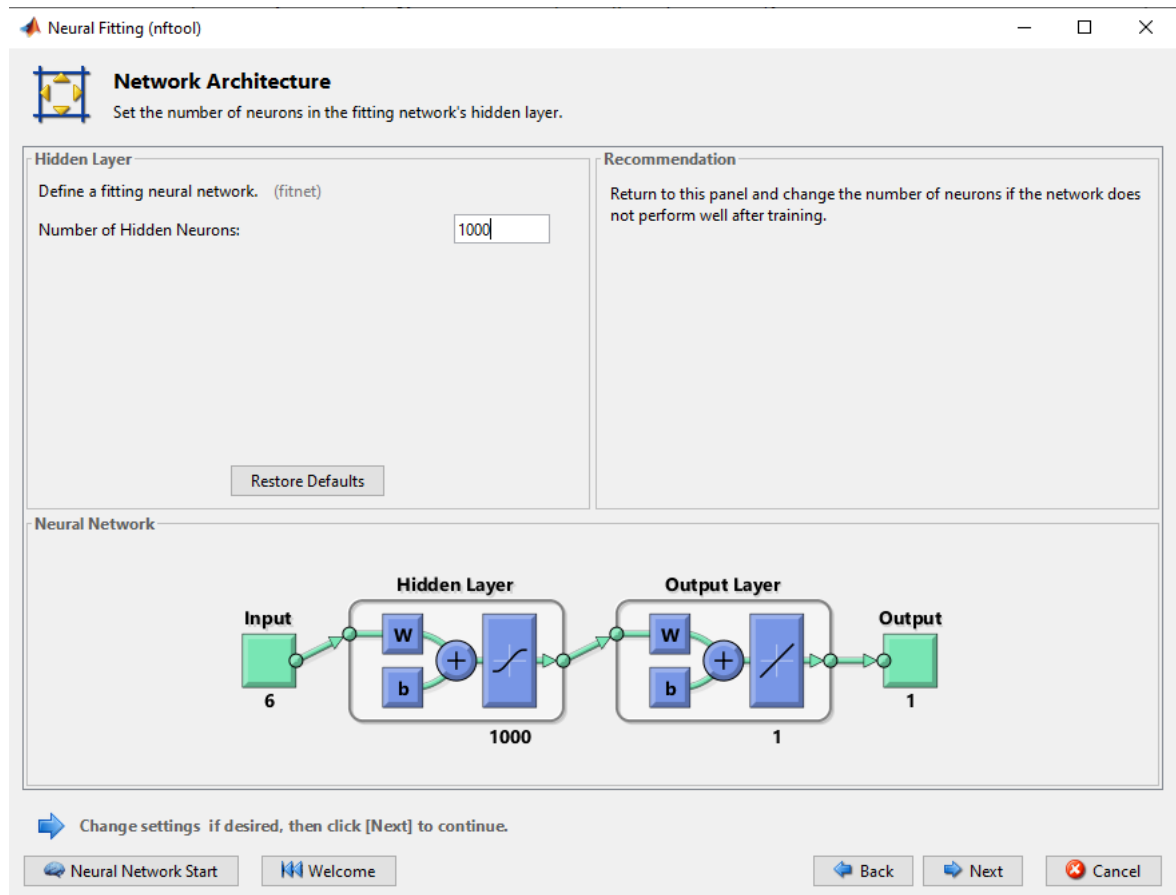 Neural Fitting (nftool)
Network Architecture
Set the number of neurons in the fitting network's hidden layer.
Hidden Layer
Define a fitting neural network. (fitnet)
Number of Hidden Neurons: 1000
Restore Defaults
Recommendation
Return to this panel and change the number of neurons if the network does
not perform well after training.
Neural Network
Hidden Layer Output Layer
Input Output
W W
b b
6 1
1000 1
Change settings if desired, then click [Next] to continue.
Neural Network Start Welcome Back Next Cancel